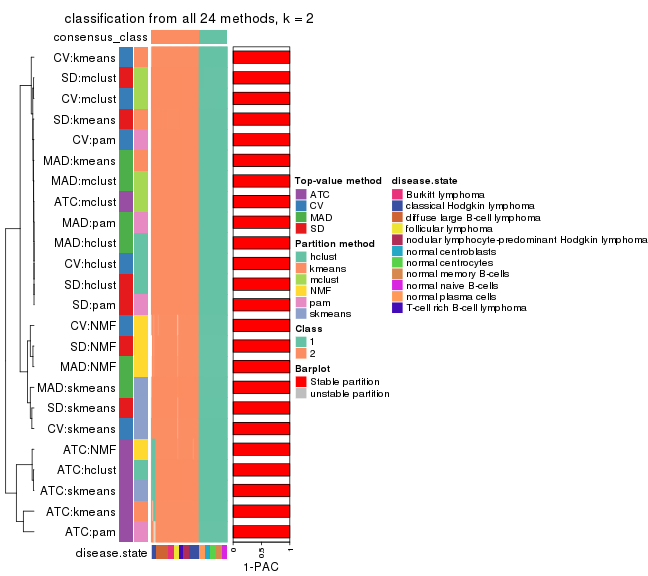 classification from all 24 methods, k = 2
consensus_class
CV:kmeans
SD:mclust
CV:mclust
SD:kmeans
CV:pam
MAD:kmeans
MAD:mclust
ATC:mclust
MAD:pam
MAD:hclust
CV:hclust
SD:hclust
SD:pam
CV:NMF
SD:NMF
MAD:NMF
MAD:skmeans
SD:skmeans
CV:skmeans
ATC:NMF
ATC:hclust
ATC:skmeans
ATC:kmeans
ATC:pam
disease.state
0
0.5
1
1-PAC
Top-value method
ATC
CV
MAD
SD
Partition method
hclust
kmeans
mclust
NMF
pam
skmeans
Class
1
2
Barplot
Stable partition
unstable partition
disease.state
Burkitt lymphoma
classical Hodgkin lymphoma
diffuse large B-cell lymphoma
follicular lymphoma
nodular lymphocyte-predominant Hodgkin lymphoma
normal centroblasts
normal centrocytes
normal memory B-cells
normal naive B-cells
normal plasma cells
T-cell rich B-cell lymphoma